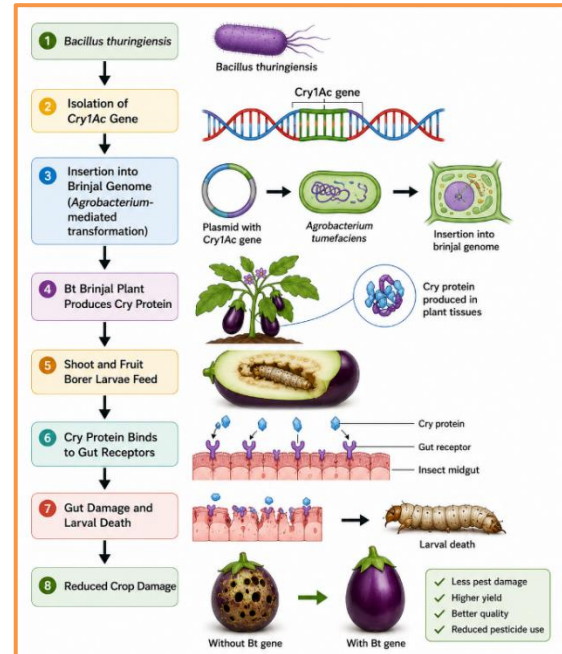 1 Bacillus thuringiensis
Bacillus thuringiensis
2 Isolation of
Cry1Ac Gene
Cry1Ac gene
3 Insertion into
Brinjal Genome
(Agrobacterium-
mediated
transformation)
Plasmid with
Cry1Ac gene
Agrobacterium
tumefaciens
Insertion into
brinjal genome
4 Bt Brinjal Plant
Produces Cry Protein
Cry protein
produced in
plant tissues
5 Shoot and Fruit
Borer Larvae Feed
6 Cry Protein Binds
to Gut Receptors
Cry protein
Gut receptor
Insect midgut
7 Gut Damage and
Larval Death
Larval death
8 Reduced Crop Damage
Without Bt gene
With Bt gene
✓ Less pest damage
✓ Higher yield
✓ Better quality
✓ Reduced pesticide use